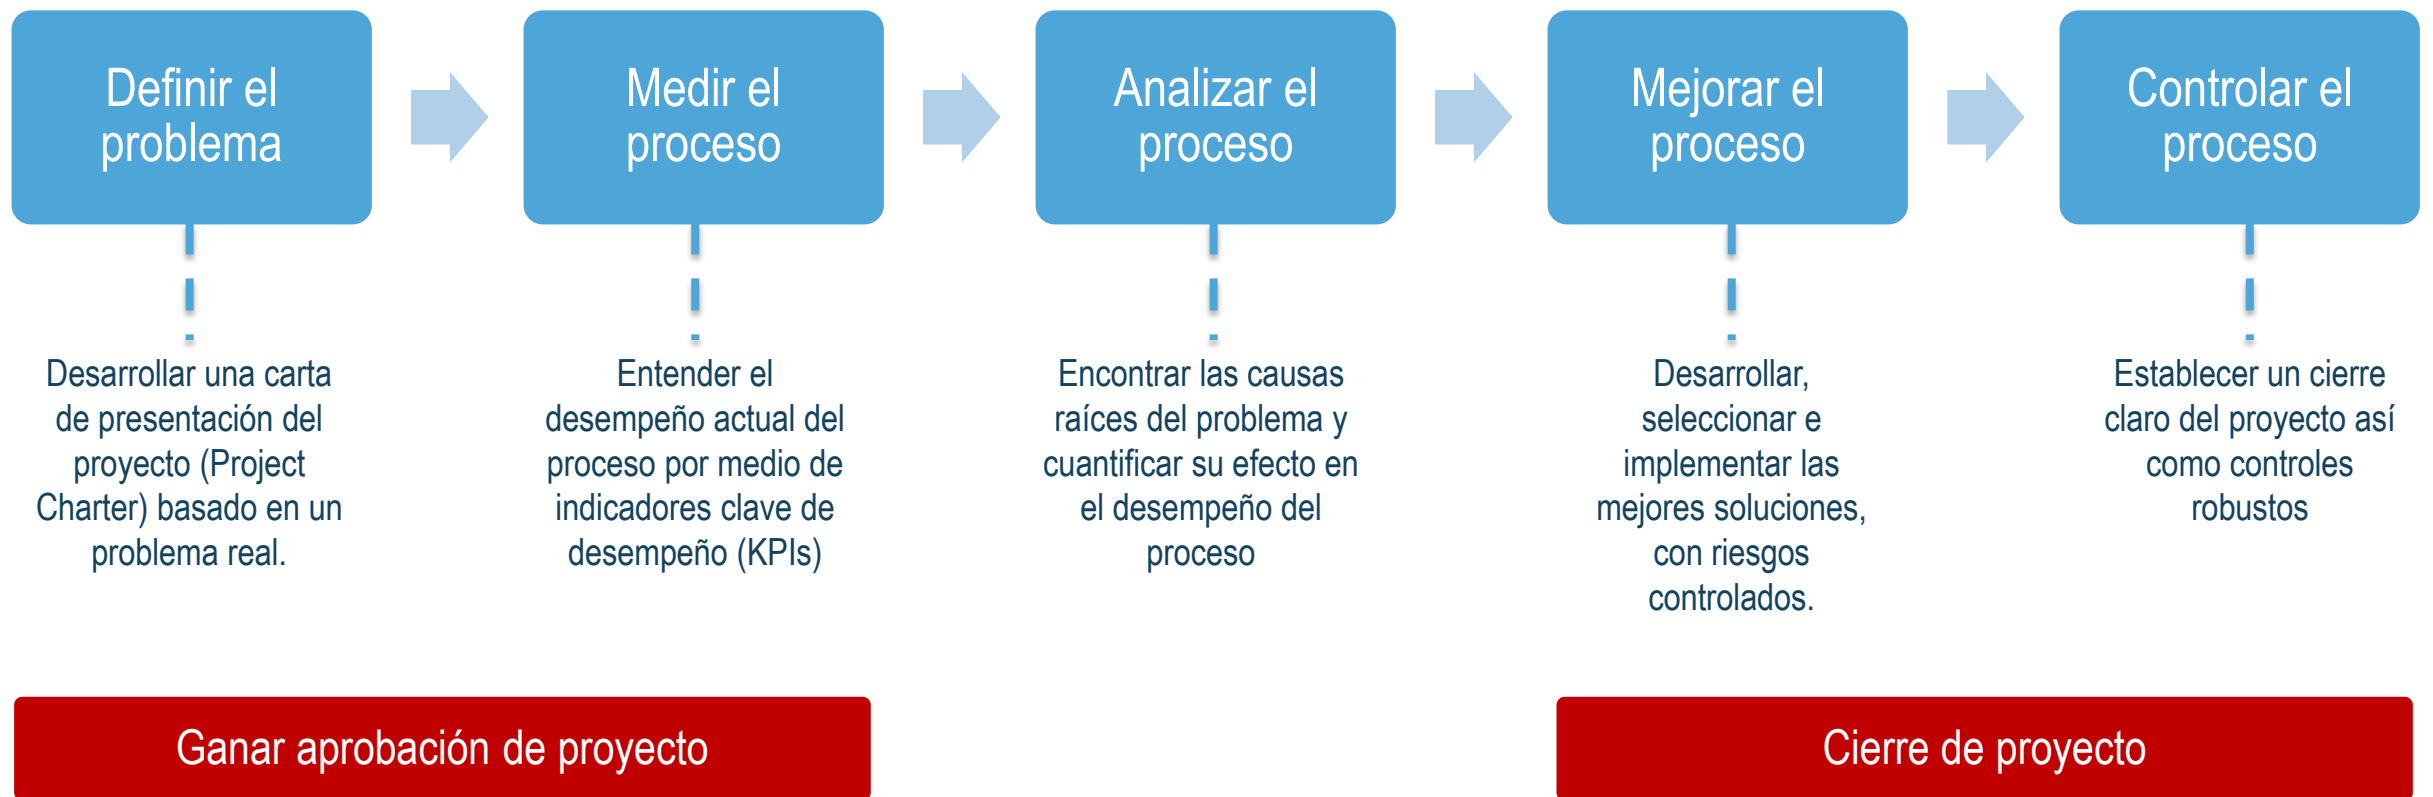 Definir el
problema
Medir el
proceso
Analizar el
proceso
Mejorar el
proceso
Controlar el
proceso
Desarrollar una carta
de presentación del
proyecto (Project
Charter) basado en un
problema real.
Entender el
desempeño actual del
proceso por medio de
indicadores clave de
desempeño (KPIs)
Encontrar las causas
raíces del problema y
cuantificar su efecto en
el desempeño del
proceso
Desarrollar,
seleccionar e
implementar las
mejores soluciones,
con riesgos
controlados.
Establecer un cierre
claro del proyecto así
como controles
robustos
Ganar aprobación de proyecto
Cierre de proyecto